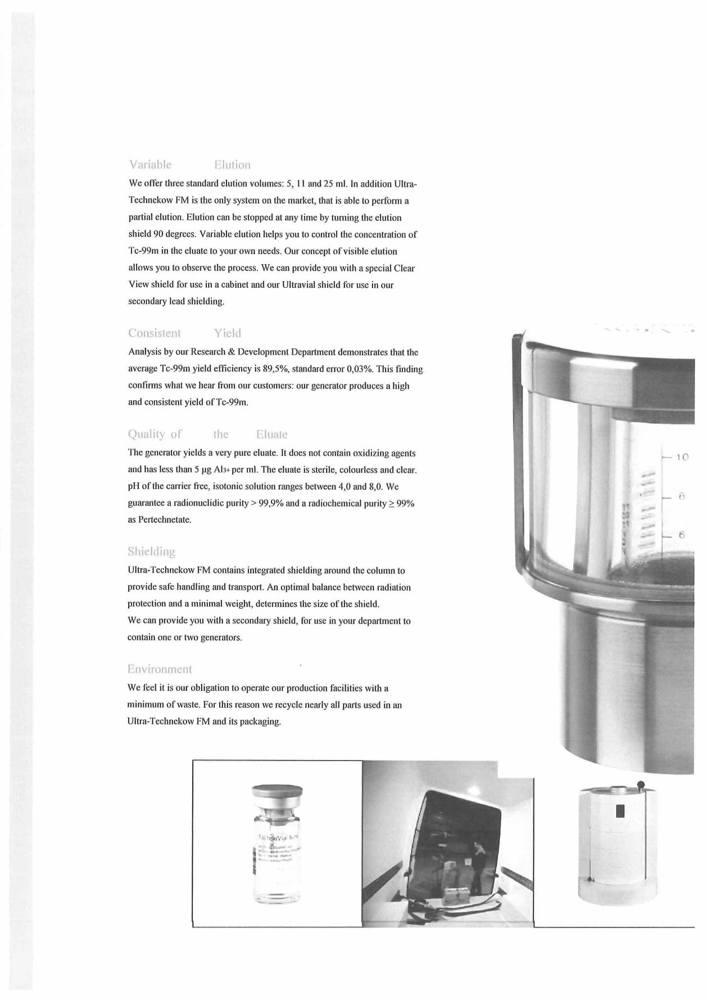 Variable Elution
We offer three standard elution volumes: 5, 11 and 25 ml. In addition Ultra-
Technekow FM is the only system on the market, that is able to perform a
partial elution. Elution can be stopped at any time by turning the elution
shield 90 degrees. Variable elution helps you to control the concentration of
Tc-99m in the eluate to your own needs. Our concept of visible elution
allows you to observe the process. We can provide you with a special Clear
View shield for use in a cabinet and our Ultravial shield for use in our
secondary lead shielding.
Consistent Yield
Analysis by our Research & Development Department demonstrates that the
average Tc-99m yield efficiency is 89,5%, standard error 0,03%. This finding
confirms what we hear from our customers: our generator produces a high
and consistent yield of Tc-99m.
Quality of the Eluate
The generator yields a very pure eluate. It does not contain oxidizing agents
and has less than 5 µg Al3+ per ml. The eluate is sterile, colourless and clear.
pH of the carrier free, isotonic solution ranges between 4,0 and 8,0. We
guarantee a radionuclidic purity > 99,9% and a radiochemical purity ≥ 99%
as Pertechnetate.
Shielding
Ultra-Technekow FM contains integrated shielding around the column to
provide safe handling and transport. An optimal balance between radiation
protection and a minimal weight, determines the size of the shield.
We can provide you with a secondary shield, for use in your department to
contain one or two generators.
Environment
We feel it is our obligation to operate our production facilities with a
minimum of waste. For this reason we recycle nearly all parts used in an
Ultra-Technekow FM and its packaging.
10
8
6